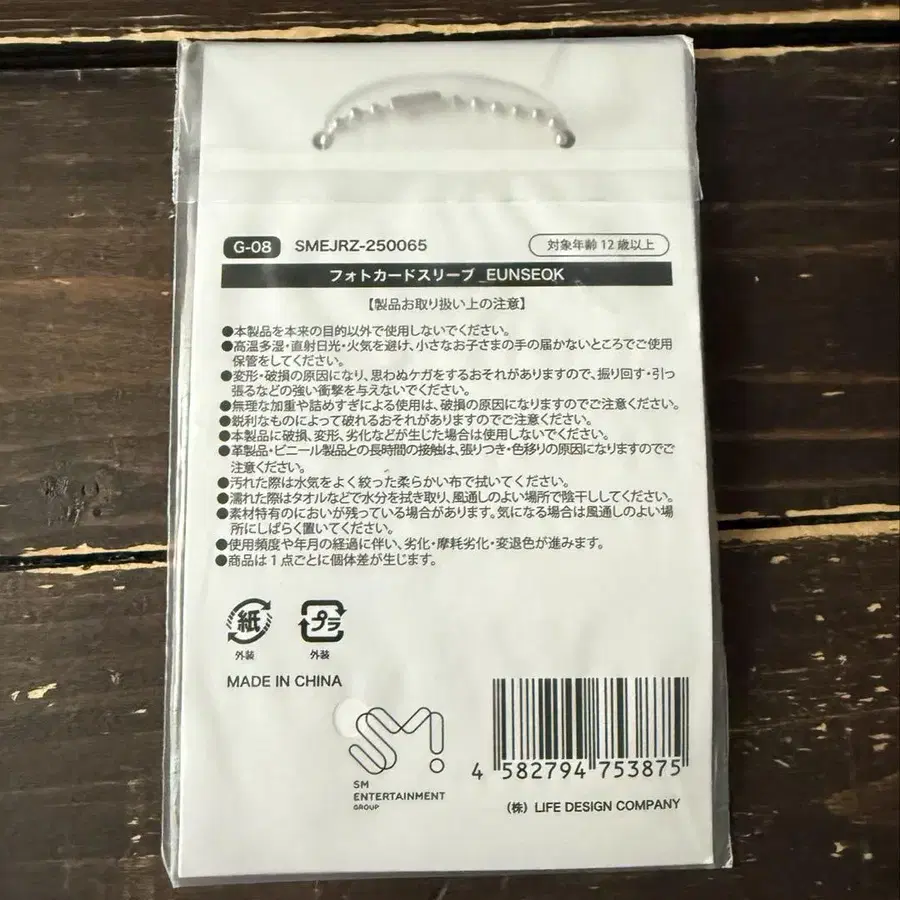 G-08 SMEJRZ-250065 対象年齢12歳以上
フォトカードスリーブ_EUNSEOK
【製品お取り扱い上の注意】
●本製品を本来の目的以外で使用しないでください。
●高温多湿・直射日光・火気を避け、小さなお子さまの手の届かないところでご使用
保管をしてください。
●変形・破損の原因になり、思わぬケガをするおそれがありますので、振り回す・引っ
張るなどの強い衝撃を与えないでください。
●無理な加重や詰めすぎによる使用は、破損の原因になりますのでご注意ください。
●鋭利なものによって破れるおそれがありますのでご注意ください。
●本製品に破損、変形、劣化などが生じた場合は使用しないでください。
●革製品・ビニール製品との長時間の接触は、張りつき・色移りの原因になりますのでご
注意ください。
●汚れた際は水気をよく絞った柔らかい布で拭いてください。
●濡れた際はタオルなどで水分を拭き取り、風通しのよい場所で陰干ししてください。
●素材特有のにおいが残っている場合があります。気になる場合は風通しのよい場
所にしばらく置いてください。
●使用頻度や年月の経過に伴い、劣化・摩耗劣化・変退色が進みます。
●商品は1点ごとに個体差が生じます。
紙 プラ
外装 外装
MADE IN CHINA
SM
SM
ENTERTAINMENT
GROUP
4 582794 753875
(株) LIFE DESIGN COMPANY